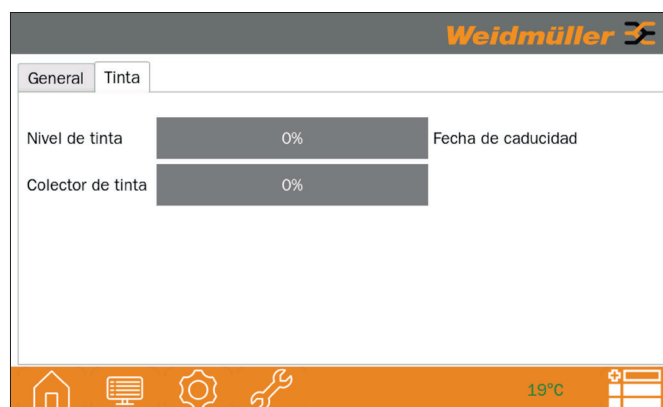 Weidmüller
General Tinta
Nivel de tinta 0% Fecha de caducidad
Colector de tinta 0%
19°C